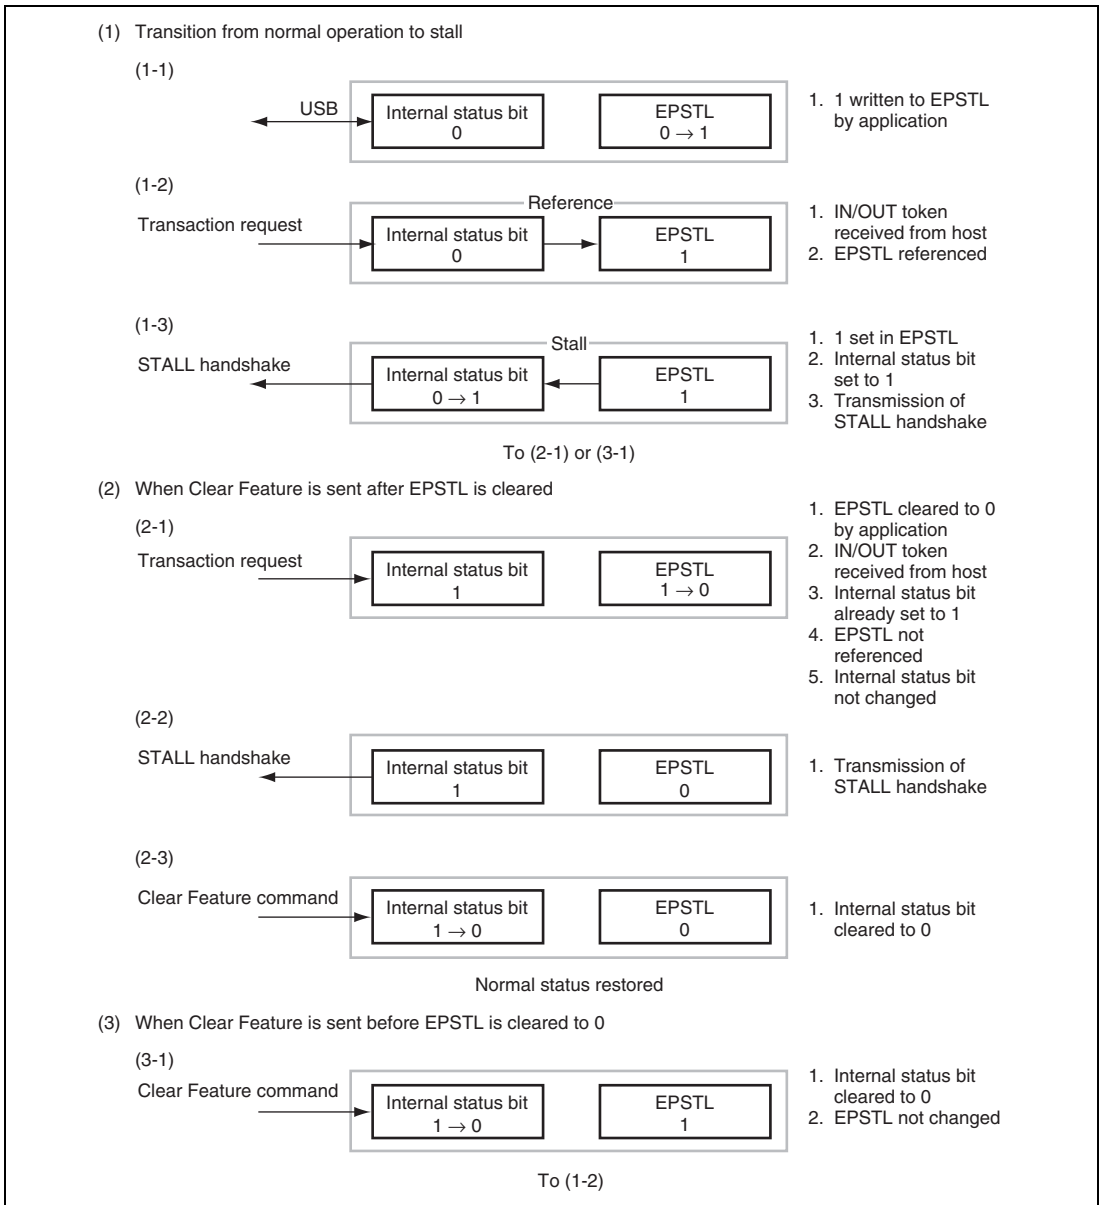 (1) Transition from normal operation to stall
(1-1)
USB
Internal status bit
0
EPSTL
0 → 1
1. 1 written to EPSTL
by application
(1-2)
Transaction request
Reference
Internal status bit
0
EPSTL
1
1. IN/OUT token
received from host
2. EPSTL referenced
(1-3)
STALL handshake
Stall
Internal status bit
0 → 1
EPSTL
1
1. 1 set in EPSTL
2. Internal status bit
set to 1
3. Transmission of
STALL handshake
To (2-1) or (3-1)
(2) When Clear Feature is sent after EPSTL is cleared
(2-1)
Transaction request
Internal status bit
1
EPSTL
1 → 0
1. EPSTL cleared to 0
by application
2. IN/OUT token
received from host
3. Internal status bit
already set to 1
4. EPSTL not
referenced
5. Internal status bit
not changed
(2-2)
STALL handshake
Internal status bit
1
EPSTL
0
1. Transmission of
STALL handshake
(2-3)
Clear Feature command
Internal status bit
1 → 0
EPSTL
0
1. Internal status bit
cleared to 0
Normal status restored
(3) When Clear Feature is sent before EPSTL is cleared to 0
(3-1)
Clear Feature command
Internal status bit
1 → 0
EPSTL
1
1. Internal status bit
cleared to 0
2. EPSTL not changed
To (1-2)